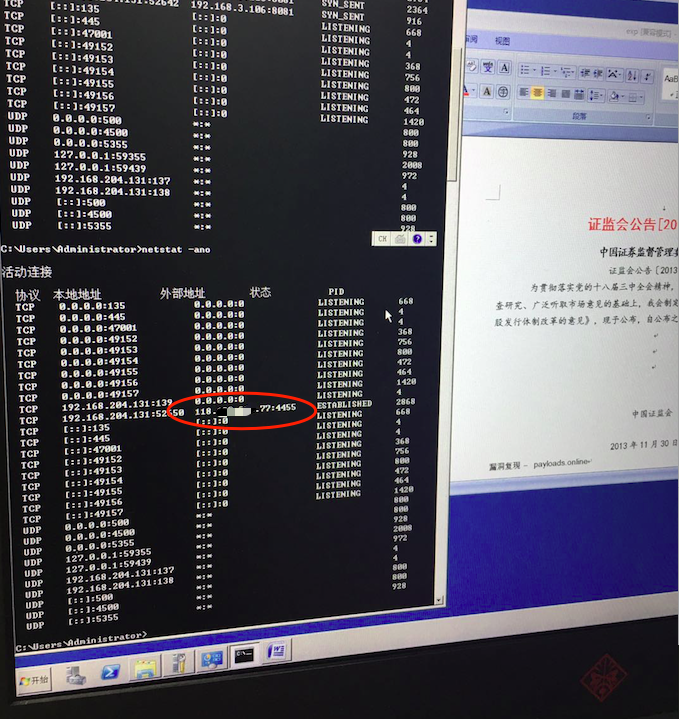 TCP 192.168.3.106:8081 SYN_SENT 2364
TCP [::]:135 [::]:0 SYN_SENT 916
TCP [::]:445 [::]:0 LISTENING 668
TCP [::]:47001 [::]:0 LISTENING 4
TCP [::]:49152 [::]:0 LISTENING
TCP [::]:49153 [::]:0 LISTENING 368
TCP [::]:49154 [::]:0 LISTENING 756
TCP [::]:49155 [::]:0 LISTENING 800
TCP [::]:49156 [::]:0 LISTENING 472
TCP [::]:49157 [::]:0 LISTENING 464
UDP 0.0.0.0:500 *:* 1420
UDP 0.0.0.0:4500 *:* 800
UDP 0.0.0.0:5355 *:* 800
UDP 127.0.0.1:59355 *:* 928
UDP 127.0.0.1:59439 *:* 2008
UDP 192.168.204.131:137 *:* 972
UDP 192.168.204.131:138 *:* 4
UDP [::]:500 *:* 4
UDP [::]:4500 *:* 800
UDP [::]:5355 *:* 800
928
C:\Users\Administrator>netstat -ano
CH
活动连接
协议 本地地址 外部地址 状态 PID
TCP 0.0.0.0:135 0.0.0.0:0 LISTENING 668
TCP 0.0.0.0:445 0.0.0.0:0 LISTENING 4
TCP 0.0.0.0:47001 0.0.0.0:0 LISTENING 4
TCP 0.0.0.0:49152 0.0.0.0:0 LISTENING 368
TCP 0.0.0.0:49153 0.0.0.0:0 LISTENING 756
TCP 0.0.0.0:49154 0.0.0.0:0 LISTENING 800
TCP 0.0.0.0:49155 0.0.0.0:0 LISTENING 472
TCP 0.0.0.0:49156 0.0.0.0:0 LISTENING 464
TCP 0.0.0.0:49157 0.0.0.0:0 LISTENING 1420
TCP 192.168.204.131:139 0.0.0.0:0 LISTENING 4
TCP 192.168.204.131:52650 118. .77:4455 ESTABLISHED 2868
TCP [::]:135 [::]:0 LISTENING 668
TCP [::]:445 [::]:0 LISTENING 4
TCP [::]:47001 [::]:0 LISTENING 4
TCP [::]:49152 [::]:0 LISTENING 368
TCP [::]:49153 [::]:0 LISTENING 756
TCP [::]:49154 [::]:0 LISTENING 800
TCP [::]:49155 [::]:0 LISTENING 472
TCP [::]:49156 [::]:0 LISTENING 464
TCP [::]:49157 [::]:0 LISTENING 1420
UDP 0.0.0.0:500 *:* 800
UDP 0.0.0.0:4500 *:* 800
UDP 0.0.0.0:5355 *:* 928
UDP 127.0.0.1:59355 *:* 2008
UDP 127.0.0.1:59439 *:* 972
UDP 192.168.204.131:137 *:* 4
UDP 192.168.204.131:138 *:* 4
UDP [::]:500 *:* 800
UDP [::]:4500 *:* 800
UDP [::]:5355 *:* 928
C:\Users\Administrator>
开始
视图
段落
AaB
证监会公告[20
中国证券监督管理委
证监会公告 [2013
为贯彻落实党的十八届三中全会精神,
查研究、广泛听取市场意见的基础上,我会制定
股发行体制改革的意见》,现予公布,自公布之
中国证监会
2013 年 11 月 30 日
漏洞复现 - payloads.online